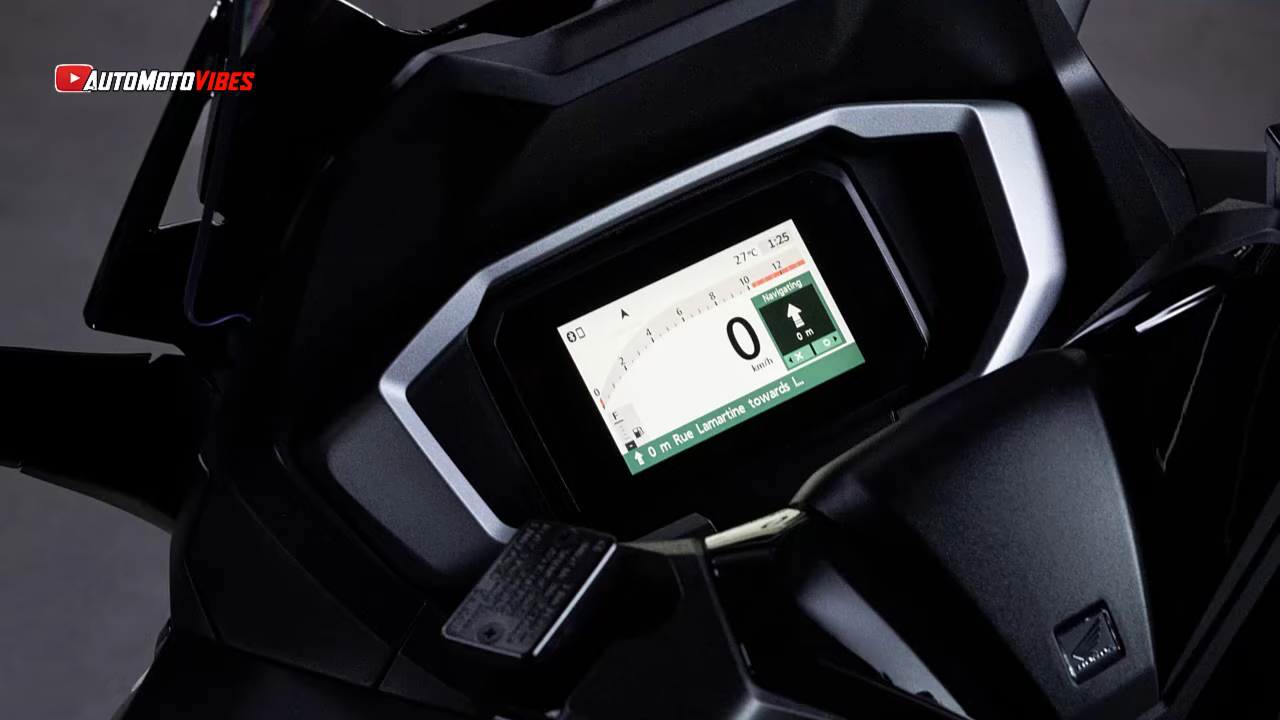 AUTOMOTOVIBES
27°C 1:25
0 2 4 6 8 10 12
Navigating
0 m
0
km/h
F
0 m Rue Lamartine towards l...
HONDA